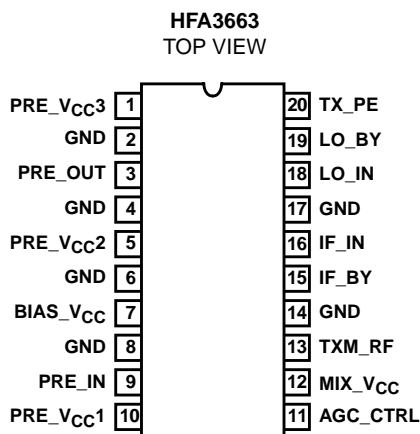 HFA3663
TOP VIEW
PRE_VCC3 1 20 TX_PE
GND 2 19 LO_BY
PRE_OUT 3 18 LO_IN
GND 4 17 GND
PRE_VCC2 5 16 IF_IN
GND 6 15 IF_BY
BIAS_VCC 7 14 GND
GND 8 13 TXM_RF
PRE_IN 9 12 MIX_VCC
PRE_VCC1 10 11 AGC_CTRL